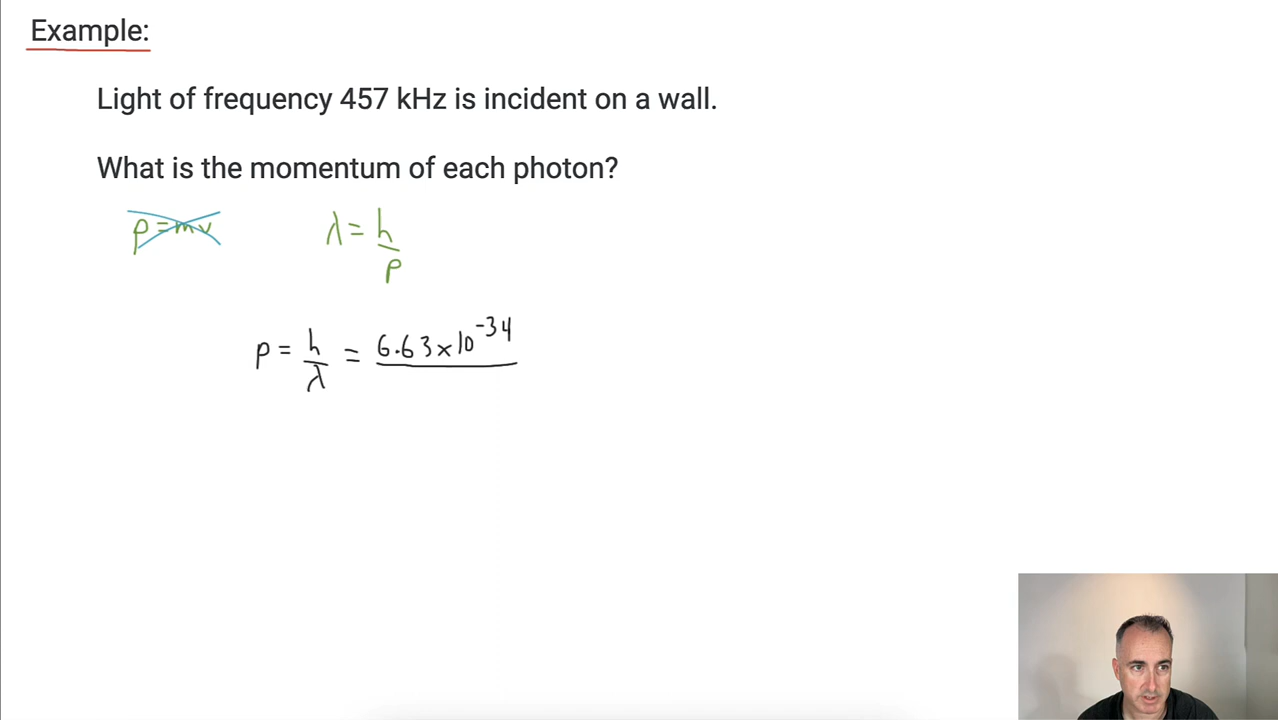 Example:
Light of frequency 457 kHz is incident on a wall.
What is the momentum of each photon?
p = mv
λ = h/p
p = h/λ = 6.63 × 10⁻³⁴